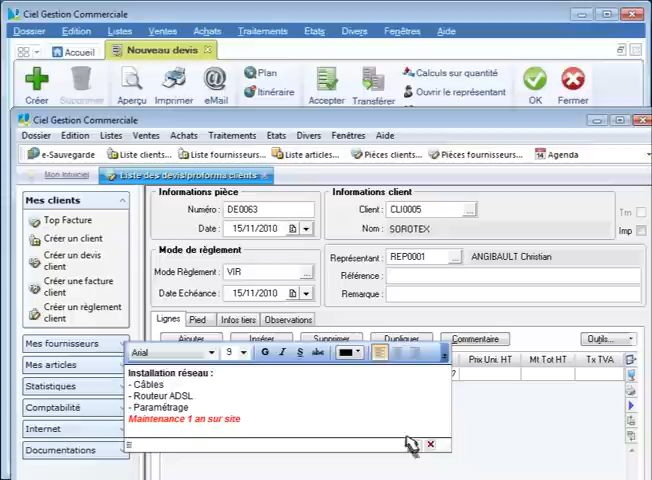 Ciel Gestion Commerciale
Dossier Edition Listes Ventes Achats Traitements Etats Divers Fenêtres Aide
Accueil Nouveau devis
Plan
Itinéraire
Calculs sur quantité
Ouvrir le représentant
Créer Supprimer Aperçu Imprimer eMail Accepter Transférer OK Fermer
Ciel Gestion Commerciale
Dossier Edition Listes Ventes Achats Traitements Etats Divers Fenêtres Aide
e-Sauvegarde Liste clients... Liste fournisseurs... Liste articles... Pièces clients... Pièces fournisseurs... Agenda
Mon Intuiciel Liste des devis/proforma clients
Mes clients
Top Facture
Créer un client
Créer un devis client
Créer une facture client
Créer un règlement client
Mes fournisseurs
Mes articles
Statistiques
Comptabilité
Internet
Documentations
Informations pièce
Numéro : DE0063
Date : 15/11/2010
Informations client
Client : CLI0005 ...
Nom : SOROTEX
Imp
Mode de règlement
Mode Règlement : VIR ...
Date Echéance : 15/11/2010
Représentant : REP0001 ... ANGIBAULT Christian
Référence :
Remarque :
Lignes Pied Infos tiers Observations
Ajouter Insérer Supprimer Dupliquer Commentaire Outils...
Prix Uni. HT Mt Tot HT Tx TVA
Arial 9 G I S abc
Installation réseau :
- Câbles
- Routeur ADSL
- Paramétrage
Maintenance 1 an sur site